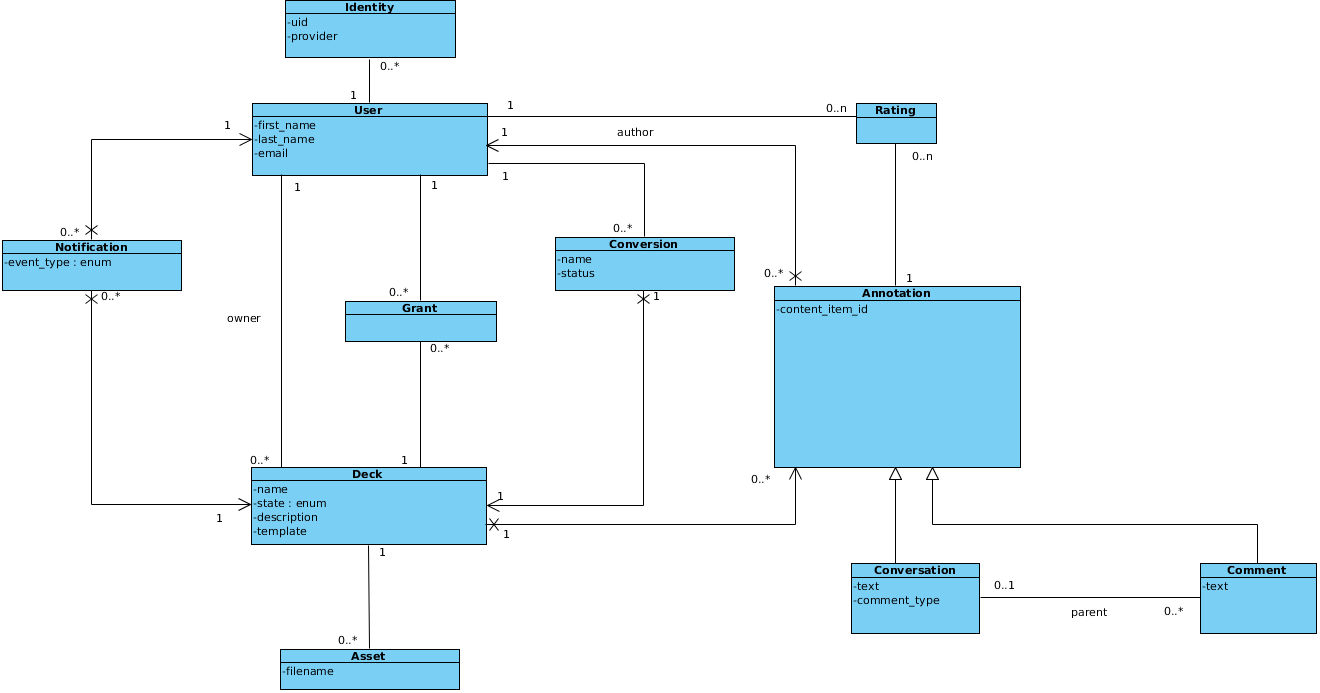 Identity
-uid
-provider
0..*
1
User
-first_name
-last_name
-email
1
0..n
Rating
1
1
author
1
0..n
1
1
0..*
0..*
Notification
-event_type : enum
0..*
Conversion
-name
-status
1
0..*
1
Annotation
-content_item_id
0..*
Grant
0..*
owner
0..*
1
Deck
-name
-state : enum
-description
-template
1
1
1
0..*
1
0..*
Asset
-filename
Conversation
-text
-comment_type
0..1
parent
0..*
Comment
-text